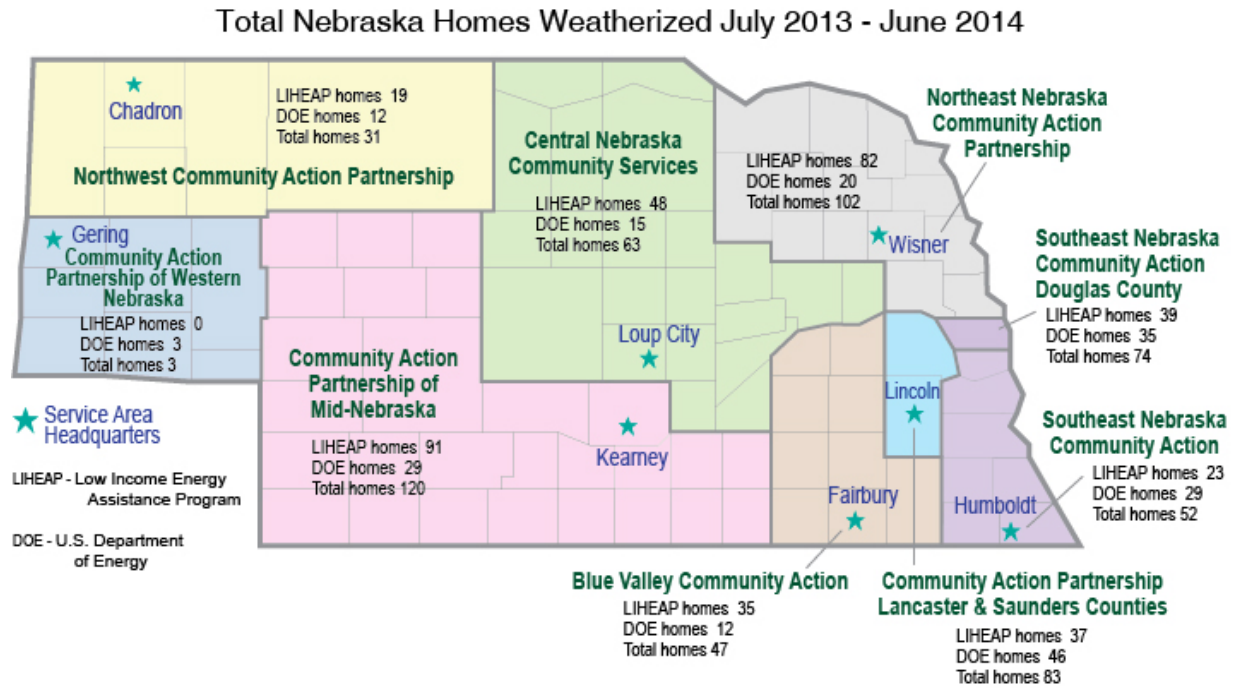 Total Nebraska Homes Weatherized July 2013 - June 2014
Chadron
LIHEAP homes 19
DOE homes 12
Total homes 31
Northwest Community Action Partnership
Central Nebraska
Community Services
LIHEAP homes 48
DOE homes 15
Total homes 63
Loup City
LIHEAP homes 82
DOE homes 20
Total homes 102
Wisner
Northeast Nebraska
Community Action
Partnership
Gering
Community Action
Partnership of Western
Nebraska
LIHEAP homes 0
DOE homes 3
Total homes 3
Community Action
Partnership of
Mid-Nebraska
LIHEAP homes 91
DOE homes 29
Total homes 120
Kearney
Southeast Nebraska
Community Action
Douglas County
LIHEAP homes 39
DOE homes 35
Total homes 74
Lincoln
Fairbury
Humboldt
Southeast Nebraska
Community Action
LIHEAP homes 23
DOE homes 29
Total homes 52
Service Area
Headquarters
LIHEAP - Low Income Energy
Assistance Program
DOE - U.S. Department
of Energy
Blue Valley Community Action
LIHEAP homes 35
DOE homes 12
Total homes 47
Community Action Partnership
Lancaster & Saunders Counties
LIHEAP homes 37
DOE homes 46
Total homes 83